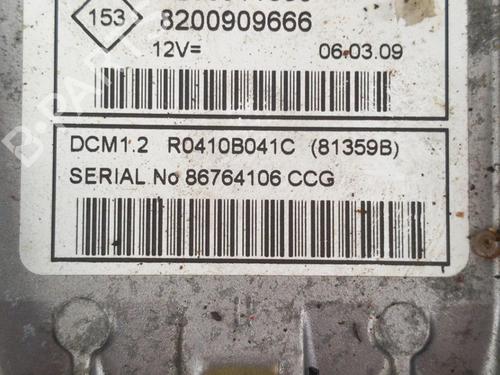 153
8200909666
12V= 06.03.09
DCM1.2 R0410B041C (81359B)
SERIAL No 86764106 CCG